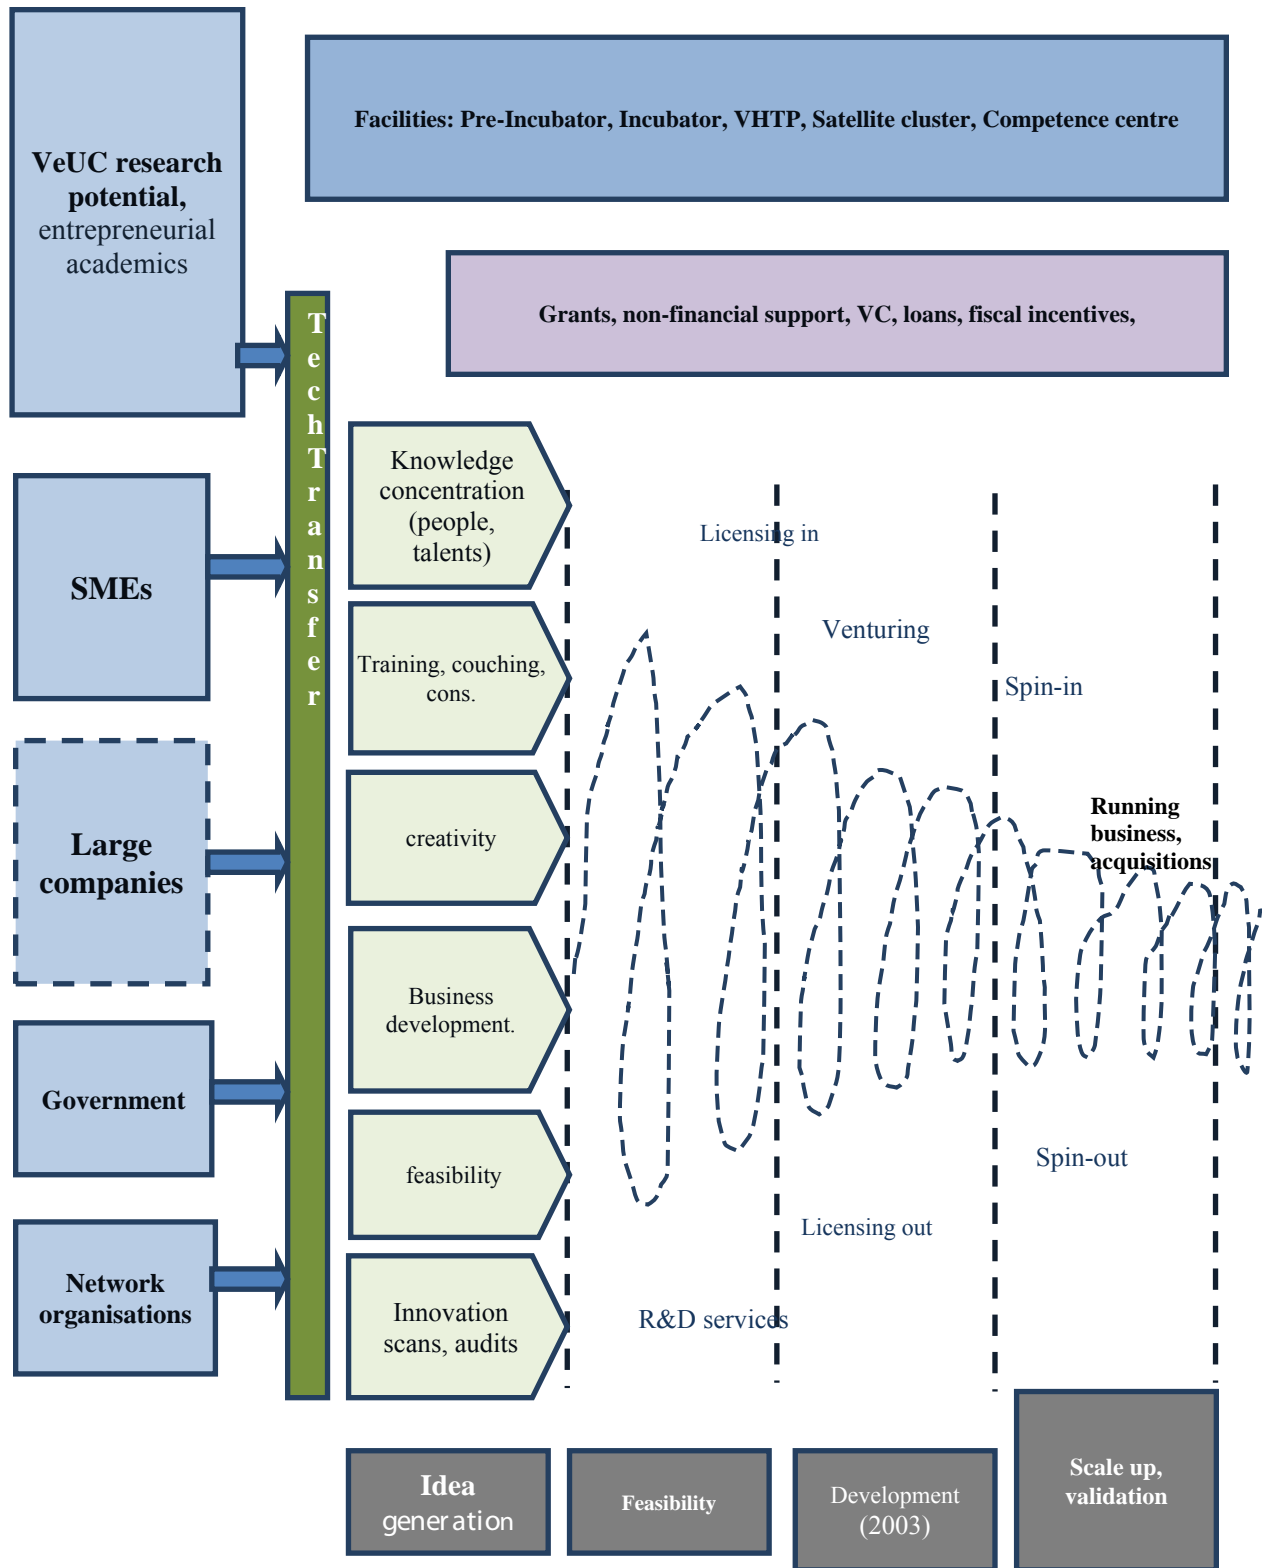 Facilities: Pre-Incubator, Incubator, VHTP, Satellite cluster, Competence centre
VeUC research
potential,
entrepreneurial
academics
Grants, non-financial support, VC, loans, fiscal incentives,
TechTransfer
Knowledge
concentration
(people,
talents)
Licensing in
SMEs
Venturing
Training, couching,
cons.
Spin-in
Large
companies
creativity
Running
business,
acquisitions
Business
development.
Government
feasibility
Spin-out
Licensing out
Network
organisations
Innovation
scans, audits
R&D services
Idea
generation
Feasibility
Development
(2003)
Scale up,
validation